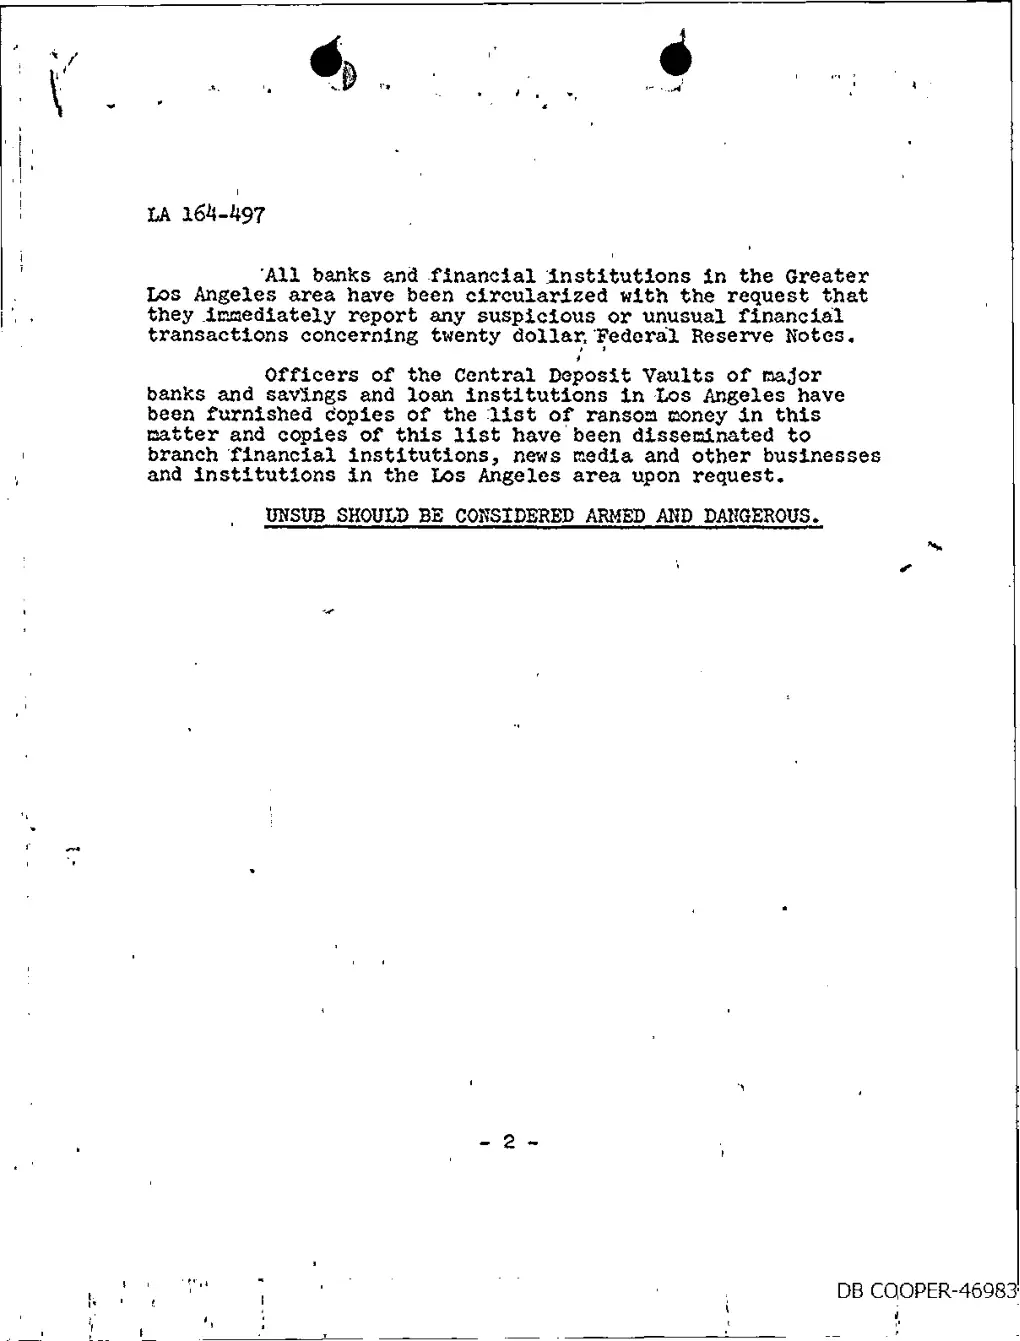 LA 164-497
All banks and financial institutions in the Greater
Los Angeles area have been circularized with the request that
they immediately report any suspicious or unusual financial
transactions concerning twenty dollar Federal Reserve Notes.
Officers of the Central Deposit Vaults of major
banks and savings and loan institutions in Los Angeles have
been furnished copies of the list of ransom money in this
matter and copies of this list have been disseminated to
branch financial institutions, news media and other businesses
and institutions in the Los Angeles area upon request.
UNSUB SHOULD BE CONSIDERED ARMED AND DANGEROUS.
- 2 -
DB COOPER-46983